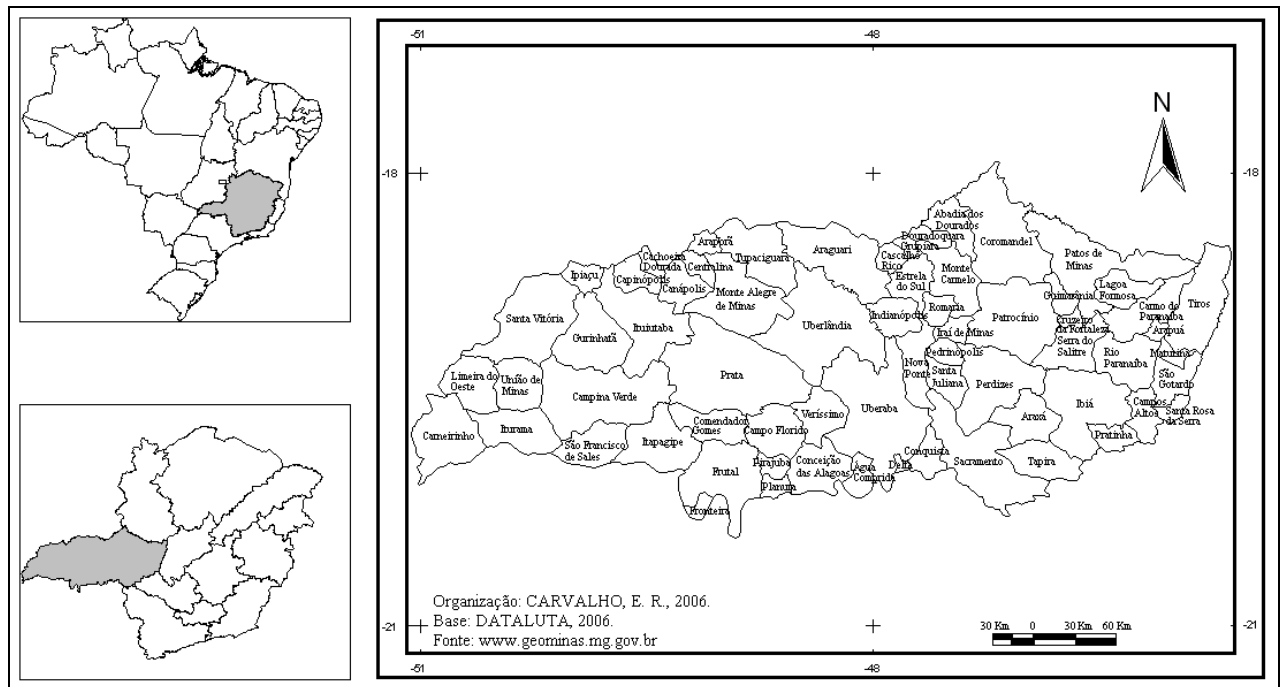 -51
-48
-18
-18
N
Abadia dos
Dourados
Douradoquara
Grupiara
Coromandel
Araporã
Araguari
Cascalho
Rico
Patos de
Minas
Cachoeira
Dourada
Centralina
Tupaciguara
Estrela
do Sul
Monte
Carmelo
Ipiaçu
Capinópolis
Canápolis
Monte Alegre
de Minas
Guimarânia
Lagoa
Formosa
Carmo do
Paranaíba
Tiros
Santa Vitória
Gurinhatã
Ituiutaba
Uberlândia
Indianópolis
Romaria
Iraí de Minas
Patrocínio
Cruzeiro
da Fortaleza
Serra do
Salitre
Arapuá
Rio
Paranaíba
Matutina
São
Gotardo
Limeira do
Oeste
União de
Minas
Campina Verde
Prata
Nova
Ponte
Pedrinópolis
Santa
Juliana
Perdizes
Ibiá
Campos
Altos
Santa Rosa
da Serra
Carneirinho
Iturama
São Francisco
de Sales
Itapagipe
Comendador
Gomes
Campo Florido
Veríssimo
Uberaba
Araxá
Pratinha
Frutal
Pirajuba
Planura
Conceição
das Alagoas
Água
Comprida
Delta
Conquista
Sacramento
Tapira
Fronteira
Organização: CARVALHO, E. R., 2006.
Base: DATALUTA, 2006.
Fonte: www.geominas.mg.gov.br
30 Km 0 30 Km 60 Km
-21
-21
-51
-48